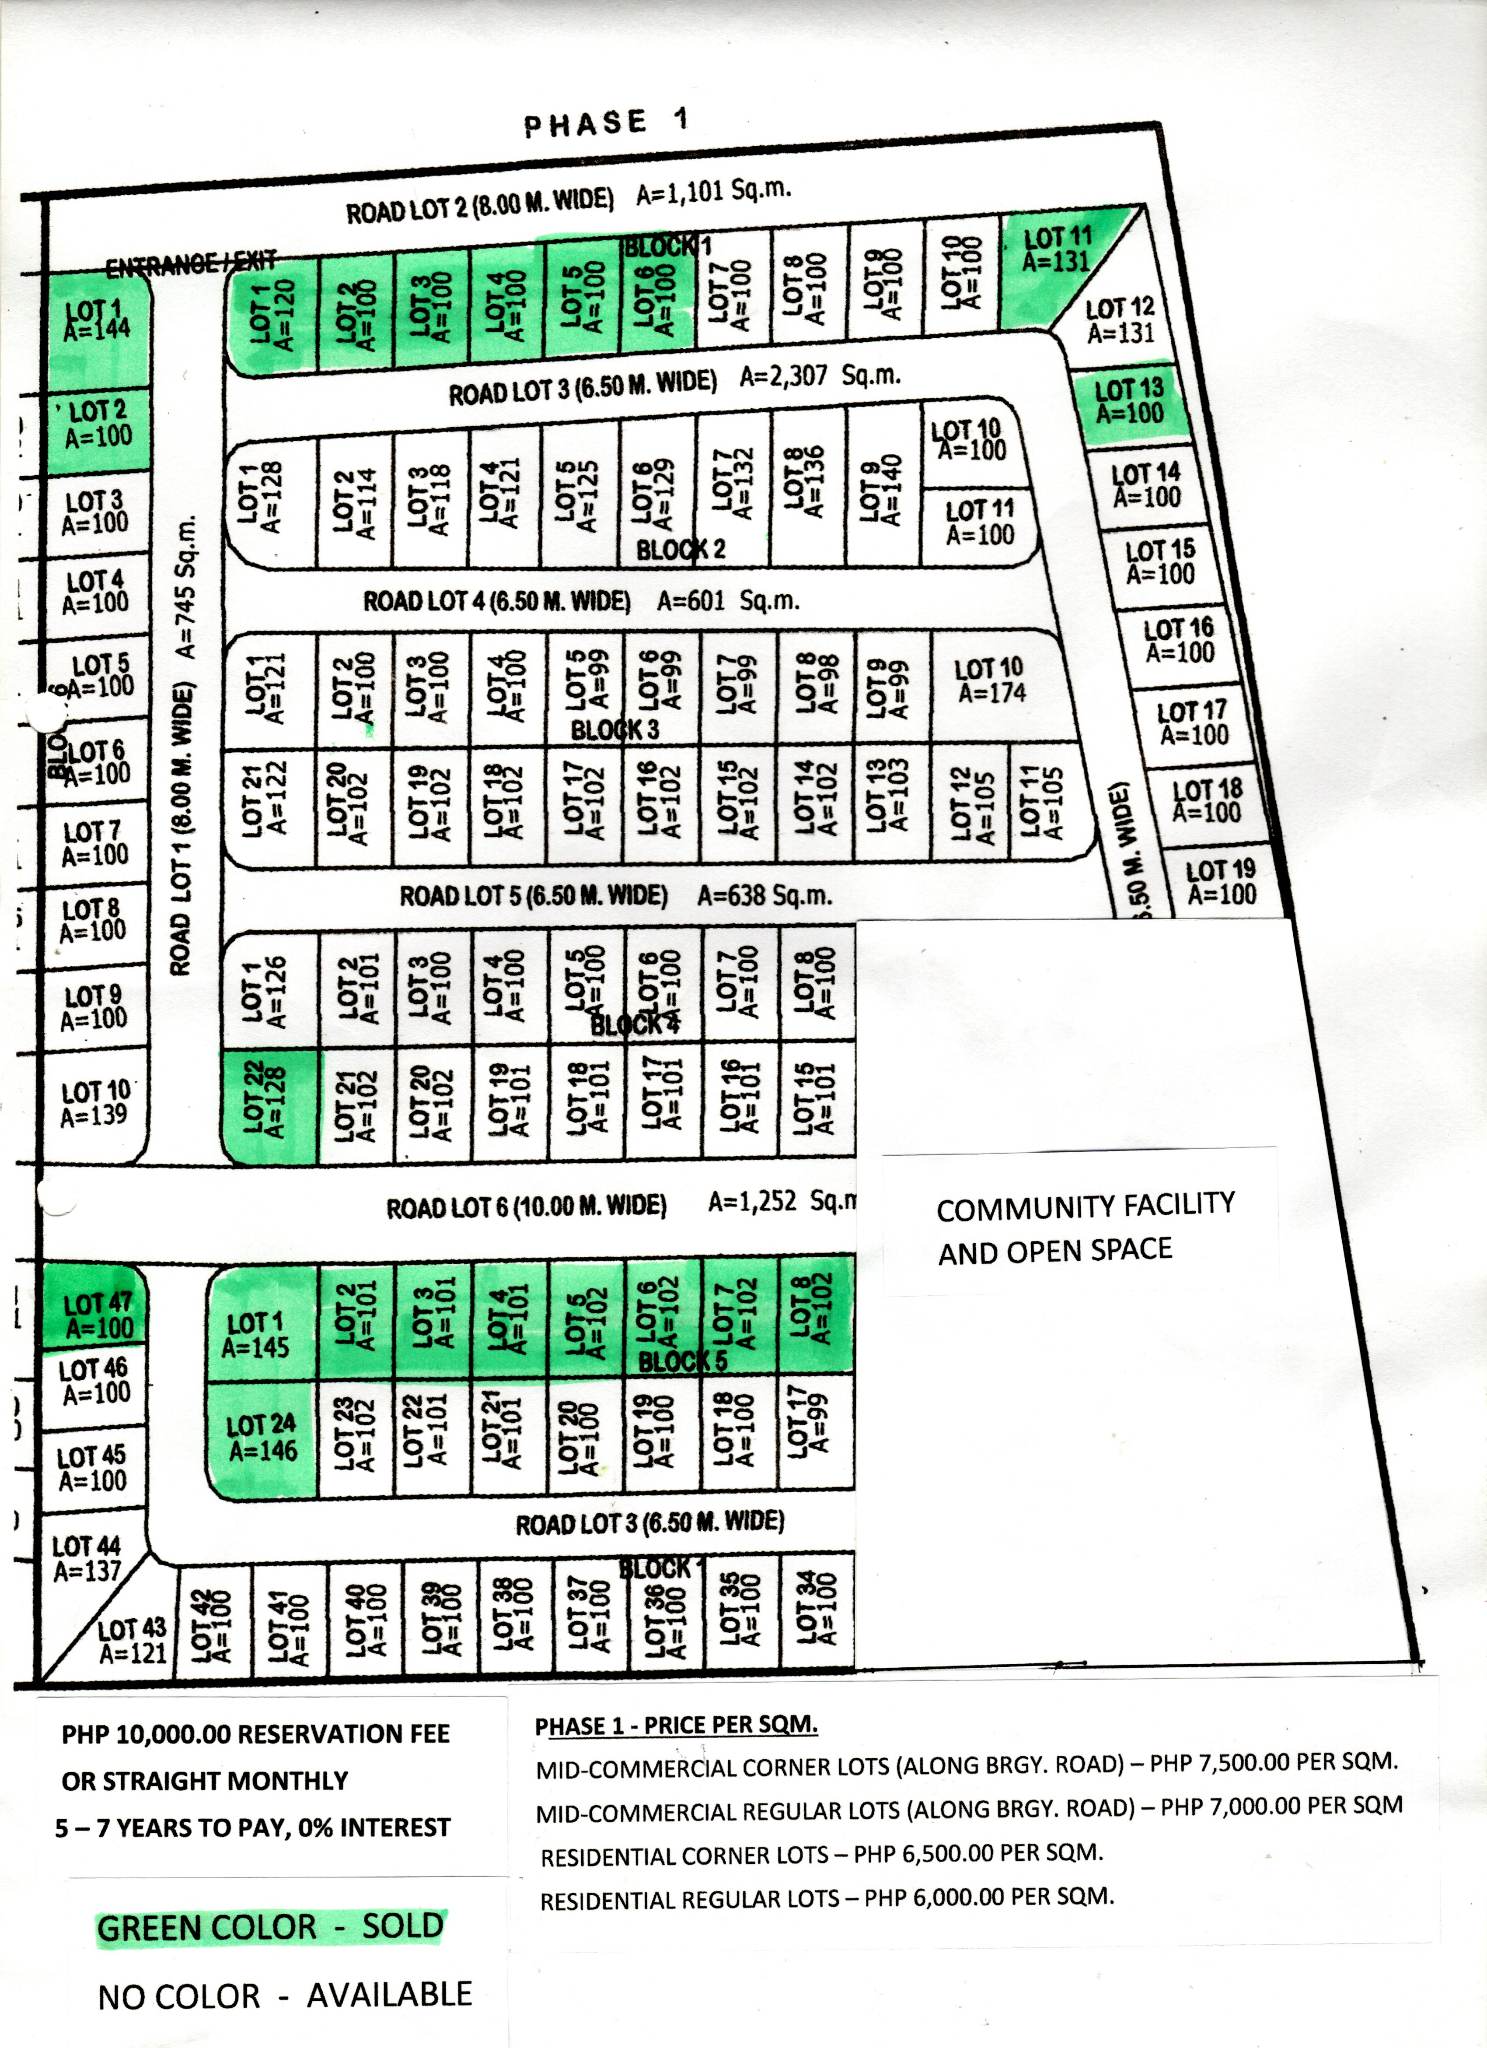 PHASE 1
ROAD LOT 2 (8.00 M. WIDE) A=1,101 Sq.m.
ENTRANCE / EXIT
BLOCK 1
LOT 1
A=120
LOT 2
A=100
LOT 3
A=100
LOT 4
A=100
LOT 5
A=100
LOT 6
A=100
LOT 7
A=100
LOT 8
A=100
LOT 9
A=100
LOT 10
A=100
LOT 11
A=131
LOT 12
A=131
LOT 13
A=100
LOT 14
A=100
LOT 15
A=100
LOT 16
A=100
LOT 17
A=100
LOT 18
A=100
LOT 19
A=100
LOT 1
A=144
LOT 2
A=100
LOT 3
A=100
LOT 4
A=100
LOT 5
A=100
LOT 6
A=100
LOT 7
A=100
LOT 8
A=100
LOT 9
A=100
LOT 10
A=139
ROAD LOT 1 (8.00 M. WIDE) A=745 Sq.m.
ROAD LOT 3 (6.50 M. WIDE) A=2,307 Sq.m.
LOT 1
A=128
LOT 2
A=114
LOT 3
A=118
LOT 4
A=121
LOT 5
A=125
LOT 6
A=129
LOT 7
A=132
LOT 8
A=136
LOT 9
A=140
LOT 10
A=100
LOT 11
A=100
BLOCK 2
ROAD LOT 4 (6.50 M. WIDE) A=601 Sq.m.
LOT 1
A=121
LOT 2
A=100
LOT 3
A=100
LOT 4
A=100
LOT 5
A=99
LOT 6
A=99
LOT 7
A=99
LOT 8
A=98
LOT 9
A=99
LOT 10
A=174
BLOCK 3
LOT 21
A=122
LOT 20
A=102
LOT 19
A=102
LOT 18
A=102
LOT 17
A=102
LOT 16
A=102
LOT 15
A=102
LOT 14
A=102
LOT 13
A=103
LOT 12
A=105
LOT 11
A=105
.50 M. WIDE)
ROAD LOT 5 (6.50 M. WIDE) A=638 Sq.m.
LOT 1
A=126
LOT 2
A=101
LOT 3
A=100
LOT 4
A=100
LOT 5
A=100
LOT 6
A=100
LOT 7
A=100
LOT 8
A=100
BLOCK 4
LOT 22
A=128
LOT 21
A=102
LOT 20
A=102
LOT 19
A=101
LOT 18
A=101
LOT 17
A=101
LOT 16
A=101
LOT 15
A=101
ROAD LOT 6 (10.00 M. WIDE) A=1,252 Sq.m
COMMUNITY FACILITY
AND OPEN SPACE
LOT 47
A=100
LOT 46
A=100
LOT 45
A=100
LOT 44
A=137
LOT 1
A=145
LOT 2
A=101
LOT 3
A=101
LOT 4
A=101
LOT 5
A=102
LOT 6
A=102
LOT 7
A=102
LOT 8
A=102
BLOCK 5
LOT 24
A=146
LOT 23
A=102
LOT 22
A=101
LOT 21
A=101
LOT 20
A=100
LOT 19
A=100
LOT 18
A=100
LOT 17
A=99
ROAD LOT 3 (6.50 M. WIDE)
BLOCK 1
LOT 43
A=121
LOT 42
A=100
LOT 41
A=100
LOT 40
A=100
LOT 39
A=100
LOT 38
A=100
LOT 37
A=100
LOT 36
A=100
LOT 35
A=100
LOT 34
A=100
PHP 10,000.00 RESERVATION FEE
OR STRAIGHT MONTHLY
5 – 7 YEARS TO PAY, 0% INTEREST
GREEN COLOR - SOLD
NO COLOR - AVAILABLE
PHASE 1 - PRICE PER SQM.
MID-COMMERCIAL CORNER LOTS (ALONG BRGY. ROAD) – PHP 7,500.00 PER SQM.
MID-COMMERCIAL REGULAR LOTS (ALONG BRGY. ROAD) – PHP 7,000.00 PER SQM
RESIDENTIAL CORNER LOTS – PHP 6,500.00 PER SQM.
RESIDENTIAL REGULAR LOTS – PHP 6,000.00 PER SQM.